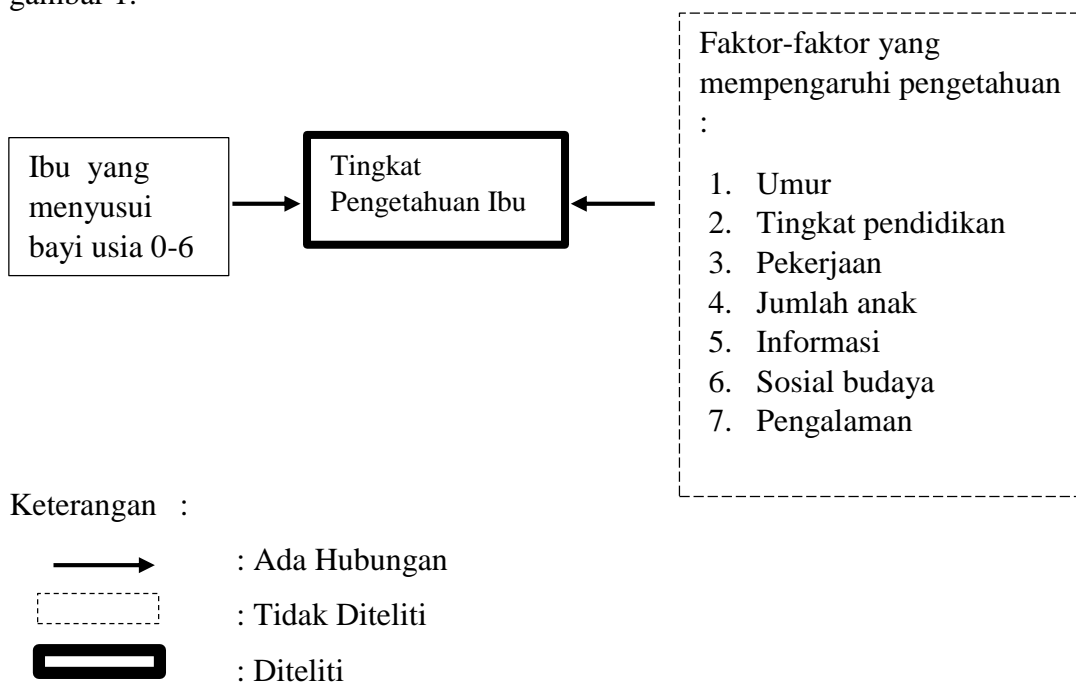 gambar 1.
Faktor-faktor yang
mempengaruhi pengetahuan
:
1. Umur
2. Tingkat pendidikan
3. Pekerjaan
4. Jumlah anak
5. Informasi
6. Sosial budaya
7. Pengalaman
Ibu yang
menyusui
bayi usia 0-6
Tingkat
Pengetahuan Ibu
Keterangan :
: Ada Hubungan
: Tidak Diteliti
: Diteliti